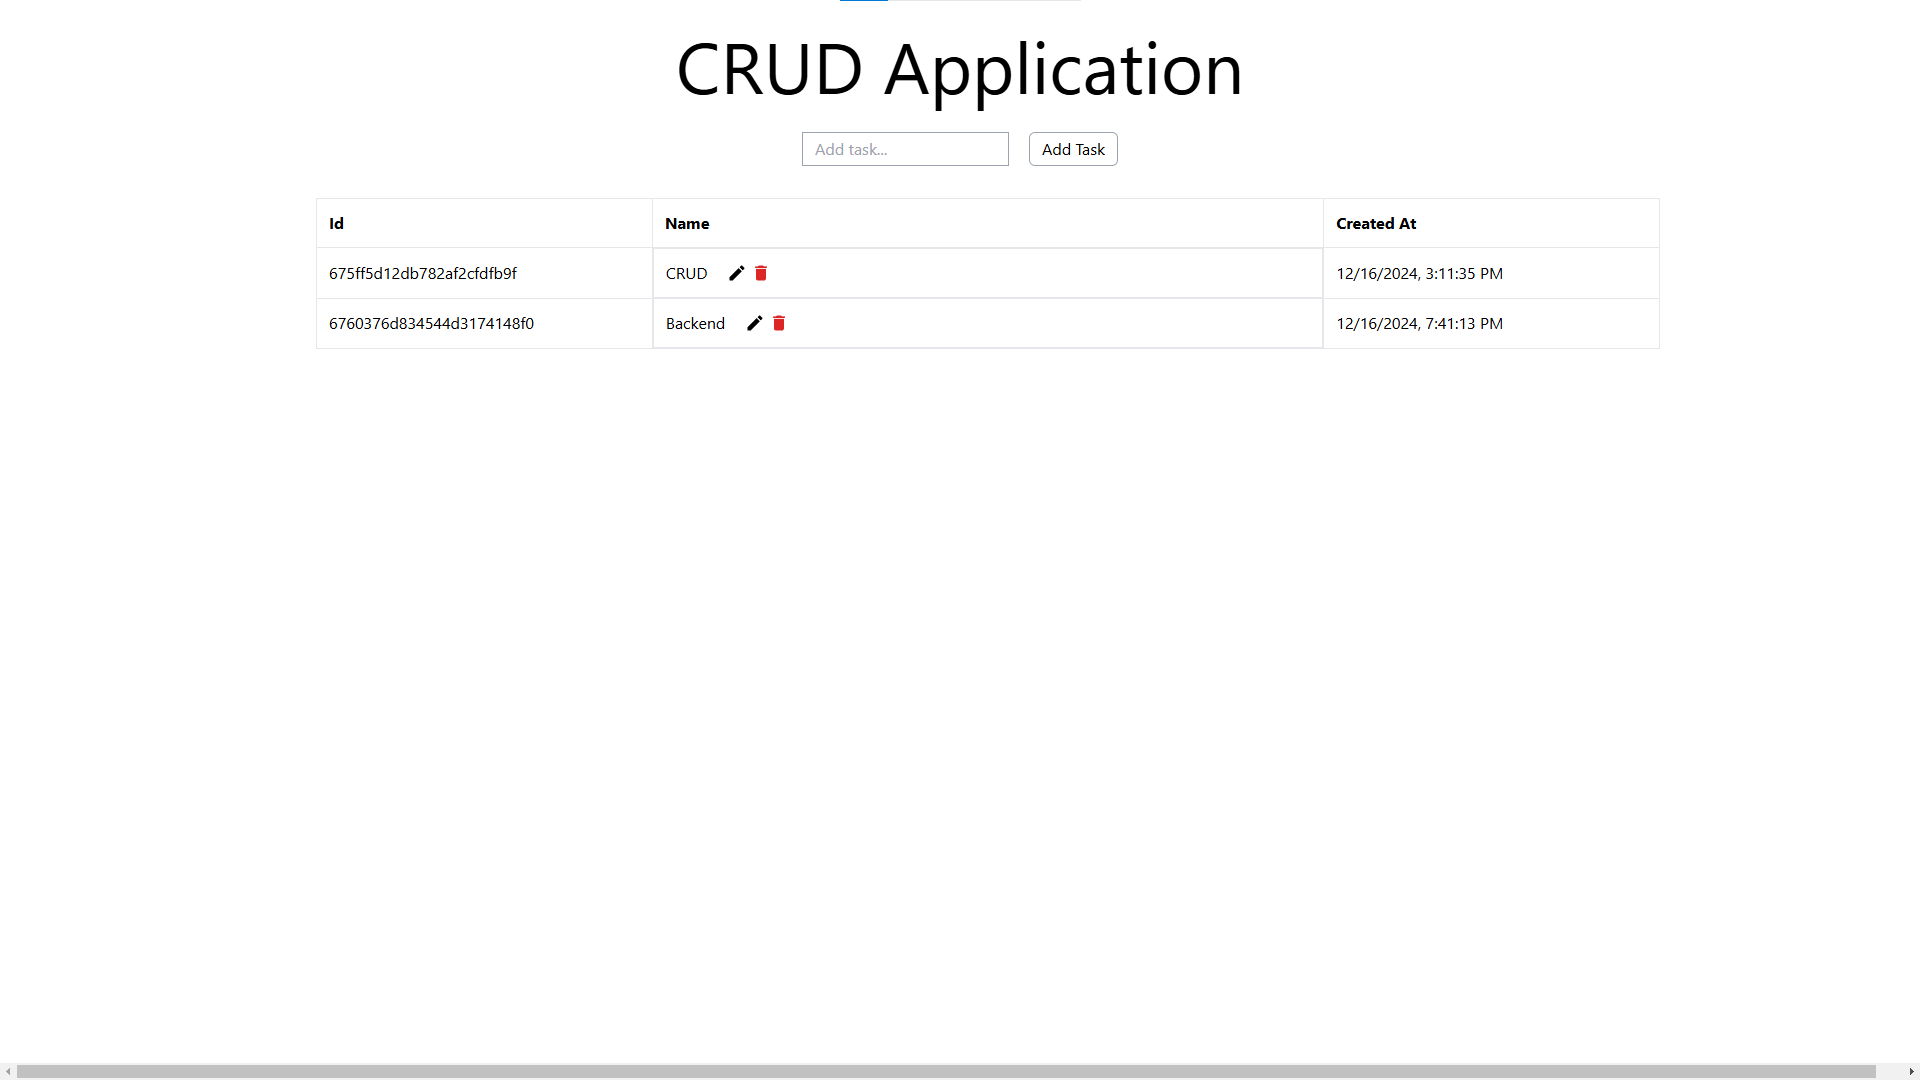 CRUD Application
Add task... Add Task
Id Name Created At
675ff5d12db782af2cfdfb9f CRUD 12/16/2024, 3:11:35 PM
6760376d834544d3174148f0 Backend 12/16/2024, 7:41:13 PM